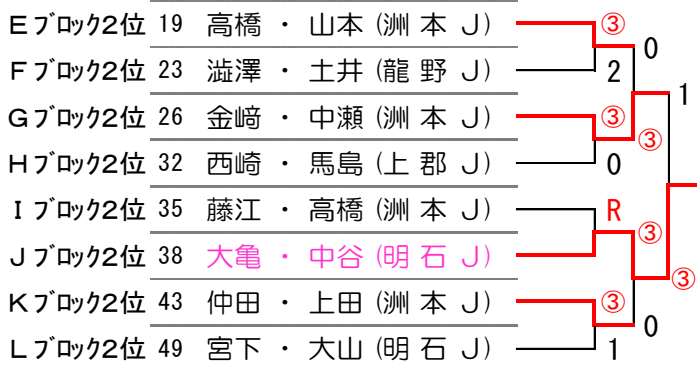 Eブロック2位 19 高橋 ・ 山本 (洲 本 J) ③
0
Fブロック2位 23 澁澤 ・ 土井 (龍 野 J) 2
1
Gブロック2位 26 金﨑 ・ 中瀬 (洲 本 J) ③
③
Hブロック2位 32 西崎 ・ 馬島 (上 郡 J) 0
Iブロック2位 35 藤江 ・ 高橋 (洲 本 J) R
③
Jブロック2位 38 大亀 ・ 中谷 (明 石 J)
③
Kブロック2位 43 仲田 ・ 上田 (洲 本 J) ③
0
Lブロック2位 49 宮下 ・ 大山 (明 石 J) 1